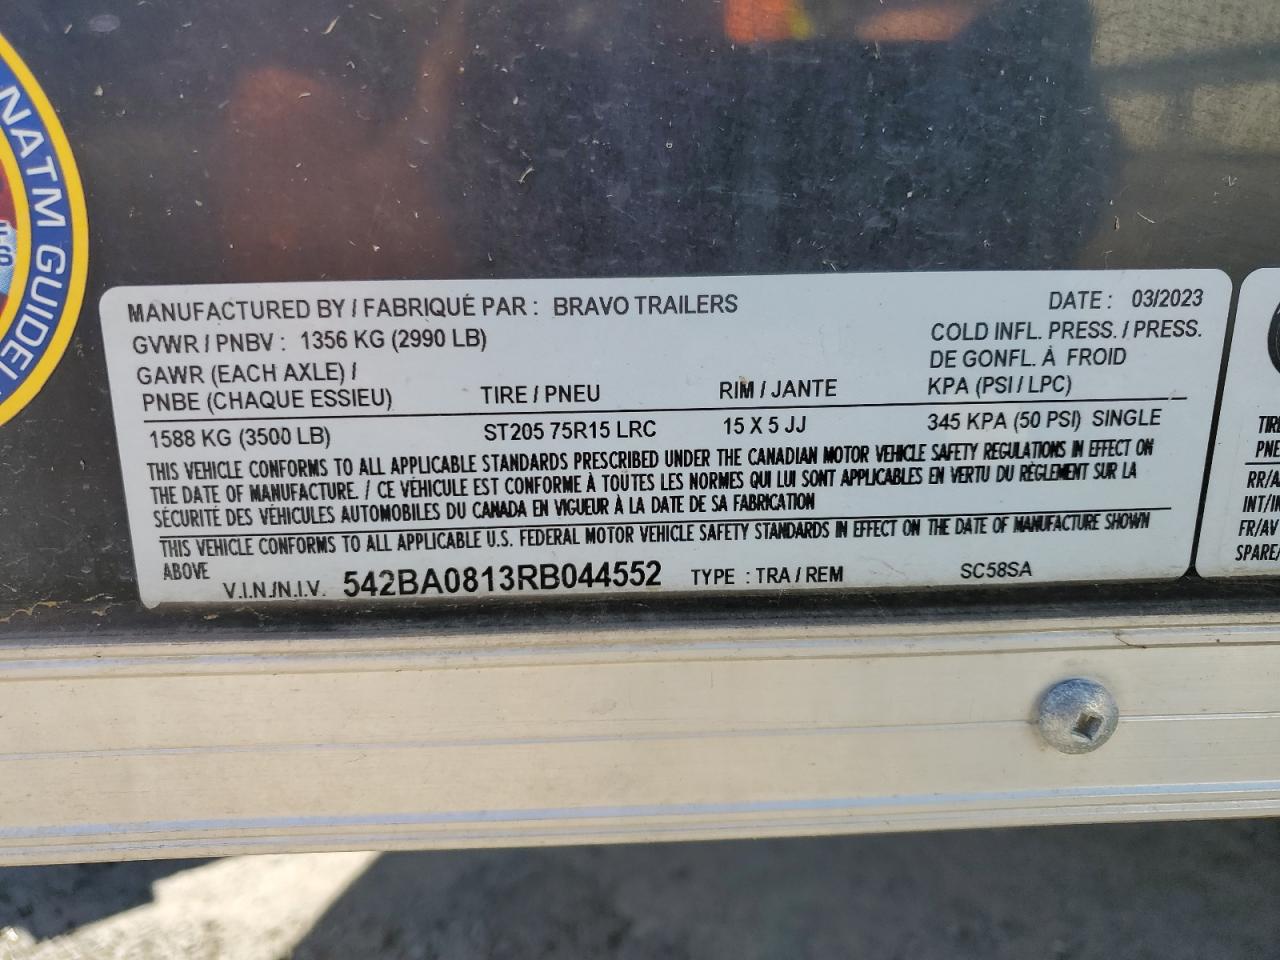 NATM GUIDEL
MANUFACTURED BY / FABRIQUÉ PAR : BRAVO TRAILERS DATE : 03/2023
GVWR / PNBV : 1356 KG (2990 LB)
COLD INFL. PRESS. / PRESS.
GAWR (EACH AXLE) / DE GONFL. À FROID
PNBE (CHAQUE ESSIEU) TIRE / PNEU RIM / JANTE KPA (PSI / LPC)
1588 KG (3500 LB) ST205 75R15 LRC 15 X 5 JJ 345 KPA (50 PSI) SINGLE
THIS VEHICLE CONFORMS TO ALL APPLICABLE STANDARDS PRESCRIBED UNDER THE CANADIAN MOTOR VEHICLE SAFETY REGULATIONS IN EFFECT ON
THE DATE OF MANUFACTURE. / CE VÉHICULE EST CONFORME À TOUTES LES NORMES QUI LUI SONT APPLICABLES EN VERTU DU RÈGLEMENT SUR LA
SÉCURITÉ DES VÉHICULES AUTOMOBILES DU CANADA EN VIGUEUR À LA DATE DE SA FABRICATION
THIS VEHICLE CONFORMS TO ALL APPLICABLE U.S. FEDERAL MOTOR VEHICLE SAFETY STANDARDS IN EFFECT ON THE DATE OF MANUFACTURE SHOWN
ABOVE
V.I.N./N.I.V. 542BA0813RB044552 TYPE : TRA / REM SC58SA
TIRE
PNE
RR/A
INT/IN
FR/AV
SPARE/